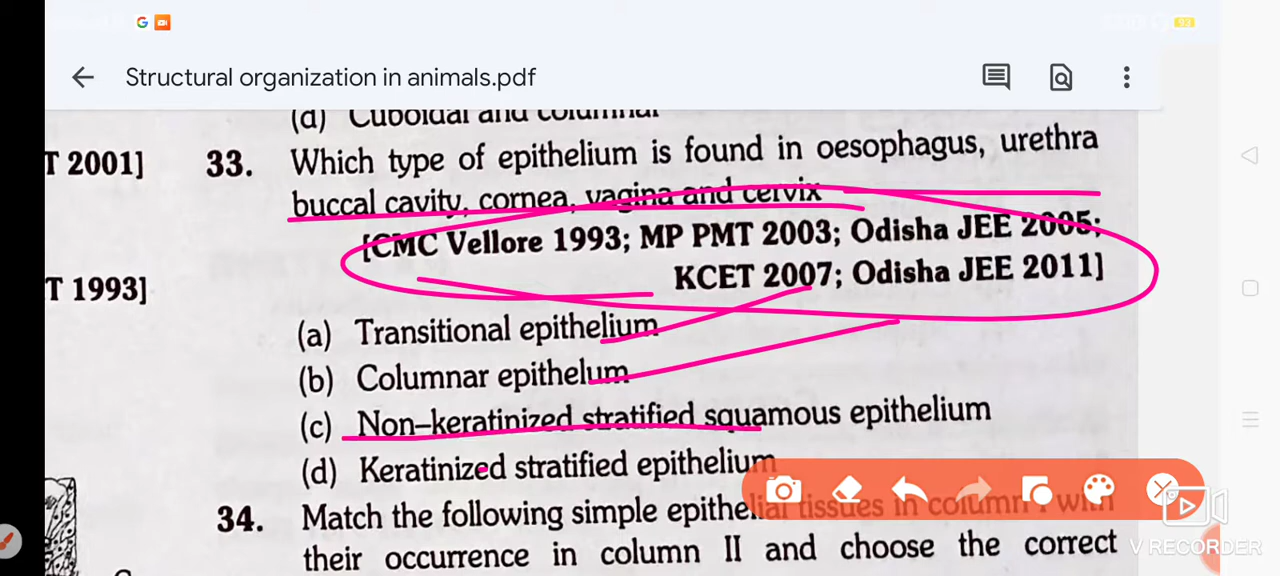 G
92
Structural organization in animals.pdf
(d) Cuboidal and columnal
T 2001] 33. Which type of epithelium is found in oesophagus, urethra
buccal cavity, cornea, vagina and cervix
[CMC Vellore 1993; MP PMT 2003; Odisha JEE 2005;
T 1993] KCET 2007; Odisha JEE 2011]
(a) Transitional epithelium
(b) Columnar epithelum
(c) Non–keratinized stratified squamous epithelium
(d) Keratinized stratified epithelium
34. Match the following simple epithelial tissues in column I with
their occurrence in column II and choose the correct
V RECORDER